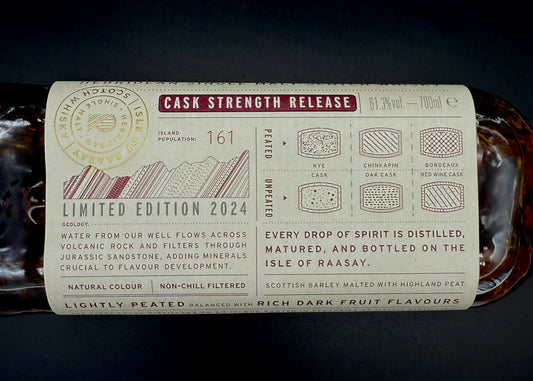 HEBRIDEAN SINGLE MALT
ISLE OF RAASAY
SCOTCH WHISKY
HEBRIDEAN
SINGLE MALT
CASK STRENGTH RELEASE
61.3%vol. — 700ml ℮
ISLAND
POPULATION: 161
LIMITED EDITION 2024
GEOLOGY.
WATER FROM OUR WELL FLOWS ACROSS
VOLCANIC ROCK AND FILTERS THROUGH
JURASSIC SANDSTONE, ADDING MINERALS
CRUCIAL TO FLAVOUR DEVELOPMENT.
NATURAL COLOUR | NON-CHILL FILTERED
PEATED
UNPEATED
RYE
CASK
CHINKAPIN
OAK CASK
BORDEAUX
RED WINE CASK
EVERY DROP OF SPIRIT IS DISTILLED,
MATURED, AND BOTTLED ON THE
ISLE OF RAASAY.
SCOTTISH BARLEY MALTED WITH HIGHLAND PEAT
LIGHTLY PEATED BALANCED WITH RICH DARK FRUIT FLAVOURS